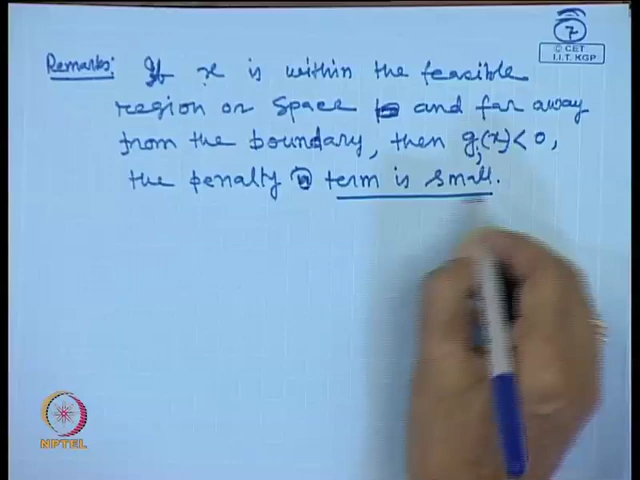 7
© CET
I.I.T. KGP
Remarks: If x is within the feasible
region or space and far away
from the boundary, then gj(x) < 0,
the penalty term is small.
NPTEL